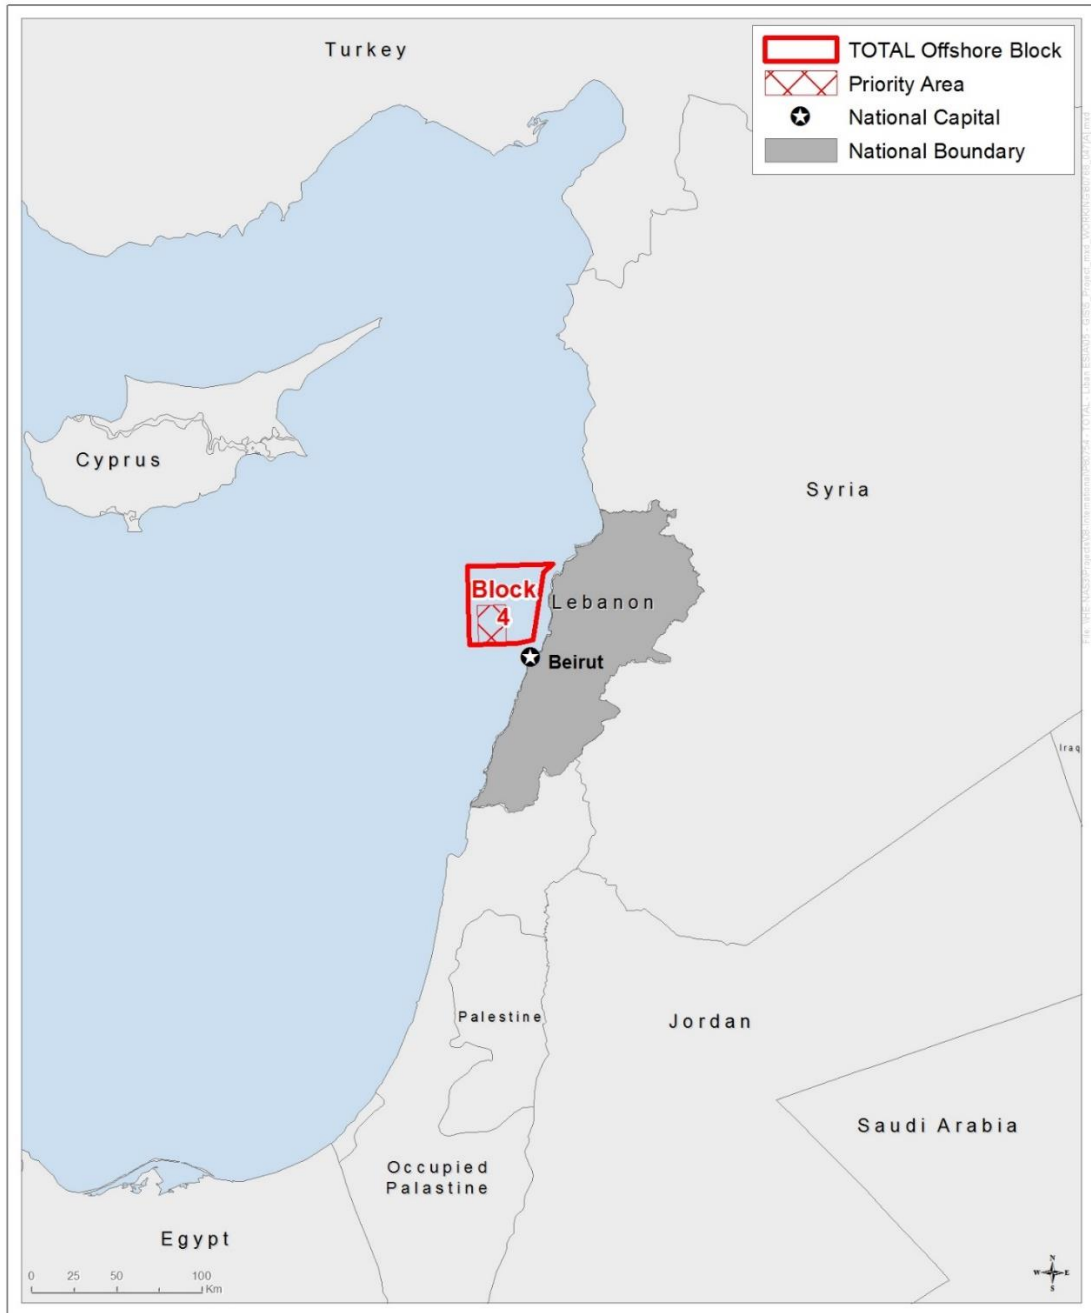 Turkey
TOTAL Offshore Block
Priority Area
National Capital
National Boundary
Cyprus
Syria
Block
4
Lebanon
Beirut
Iraq
Palestine
Jordan
Saudi Arabia
Occupied
Palastine
Egypt
0 25 50 100
Km
N
W E
S